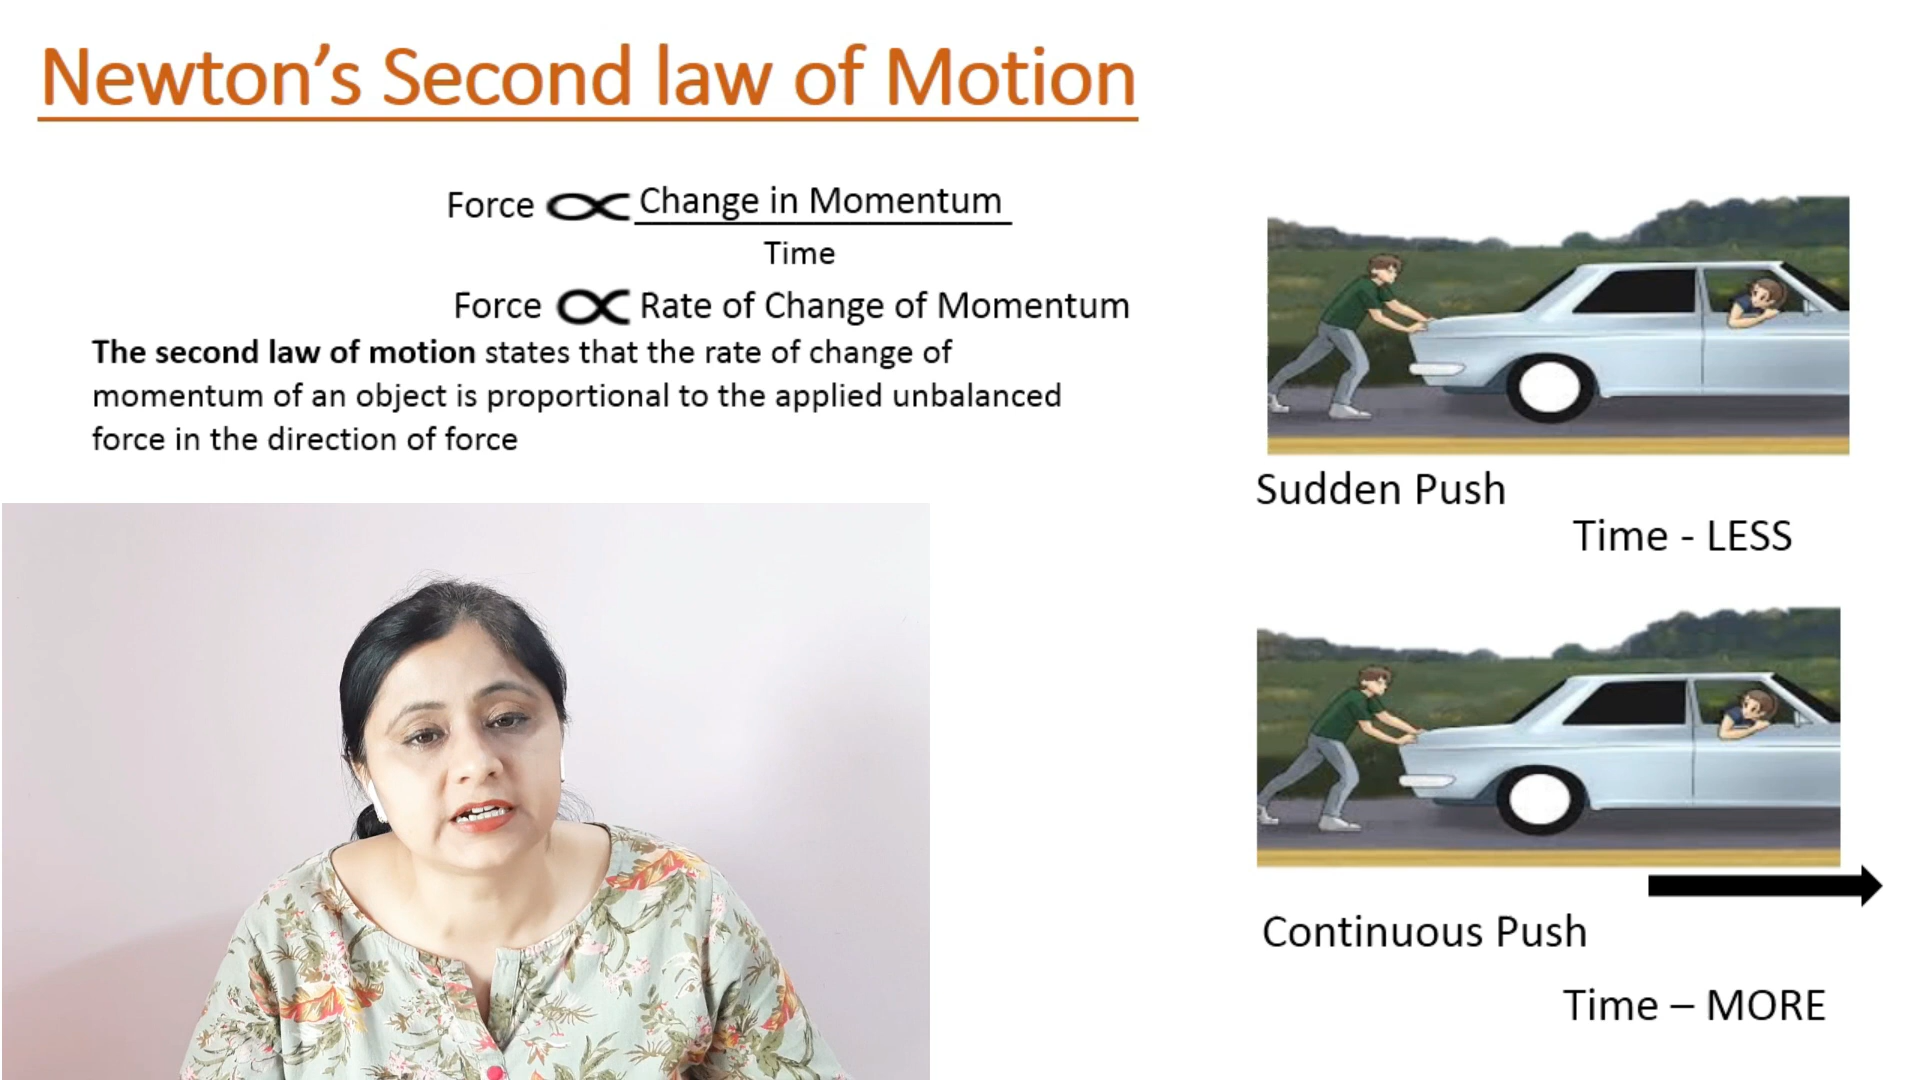 Newton’s Second law of Motion
Force ∝ Change in Momentum
Time
Force ∝ Rate of Change of Momentum
The second law of motion states that the rate of change of
momentum of an object is proportional to the applied unbalanced
force in the direction of force
Sudden Push
Time - LESS
Continuous Push
Time – MORE